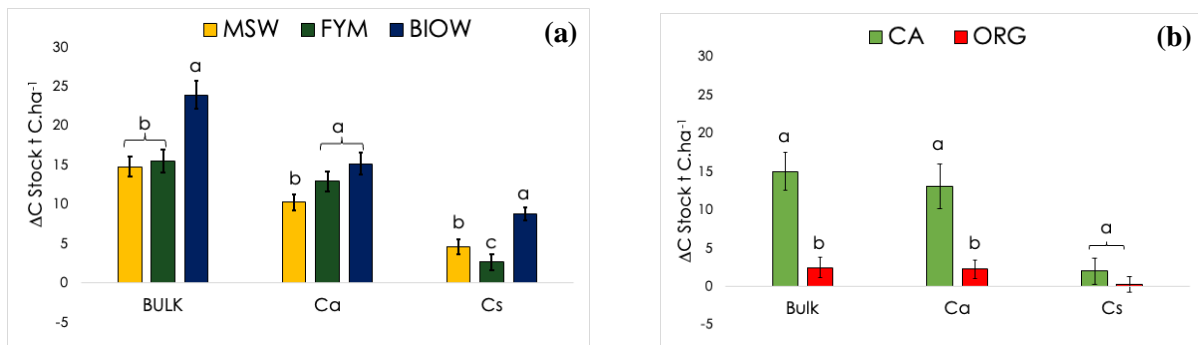 MSW FYM BIOW
(a)
ΔC Stock t C.ha⁻¹
30
25
20
15
10
5
0
-5
b
a
b
a
b
c
a
BULK Ca Cs
CA ORG
(b)
ΔC Stock t C.ha⁻¹
30
25
20
15
10
5
0
-5
a
b
a
b
a
Bulk Ca Cs